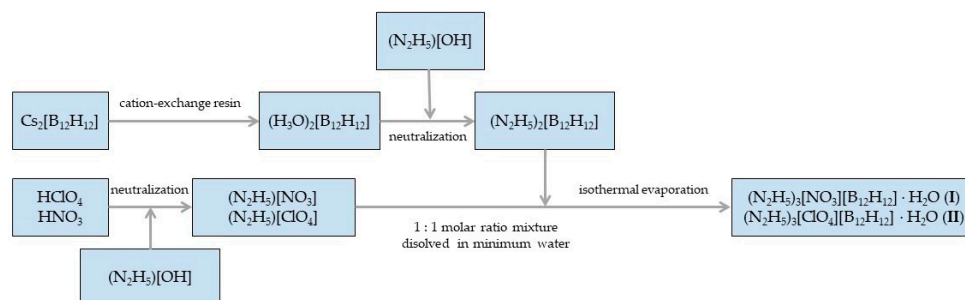 (N₂H₅)[OH]
cation-exchange resin
Cs₂[B₁₂H₁₂]
(H₃O)₂[B₁₂H₁₂]
neutralization
(N₂H₅)₂[B₁₂H₁₂]
HClO₄
HNO₃
neutralization
(N₂H₅)[NO₃]
(N₂H₅)[ClO₄]
isothermal evaporation
(N₂H₅)₃[NO₃][B₁₂H₁₂] · H₂O (I)
(N₂H₅)₃[ClO₄][B₁₂H₁₂] · H₂O (II)
1 : 1 molar ratio mixture
disolved in minimum water
(N₂H₅)[OH]